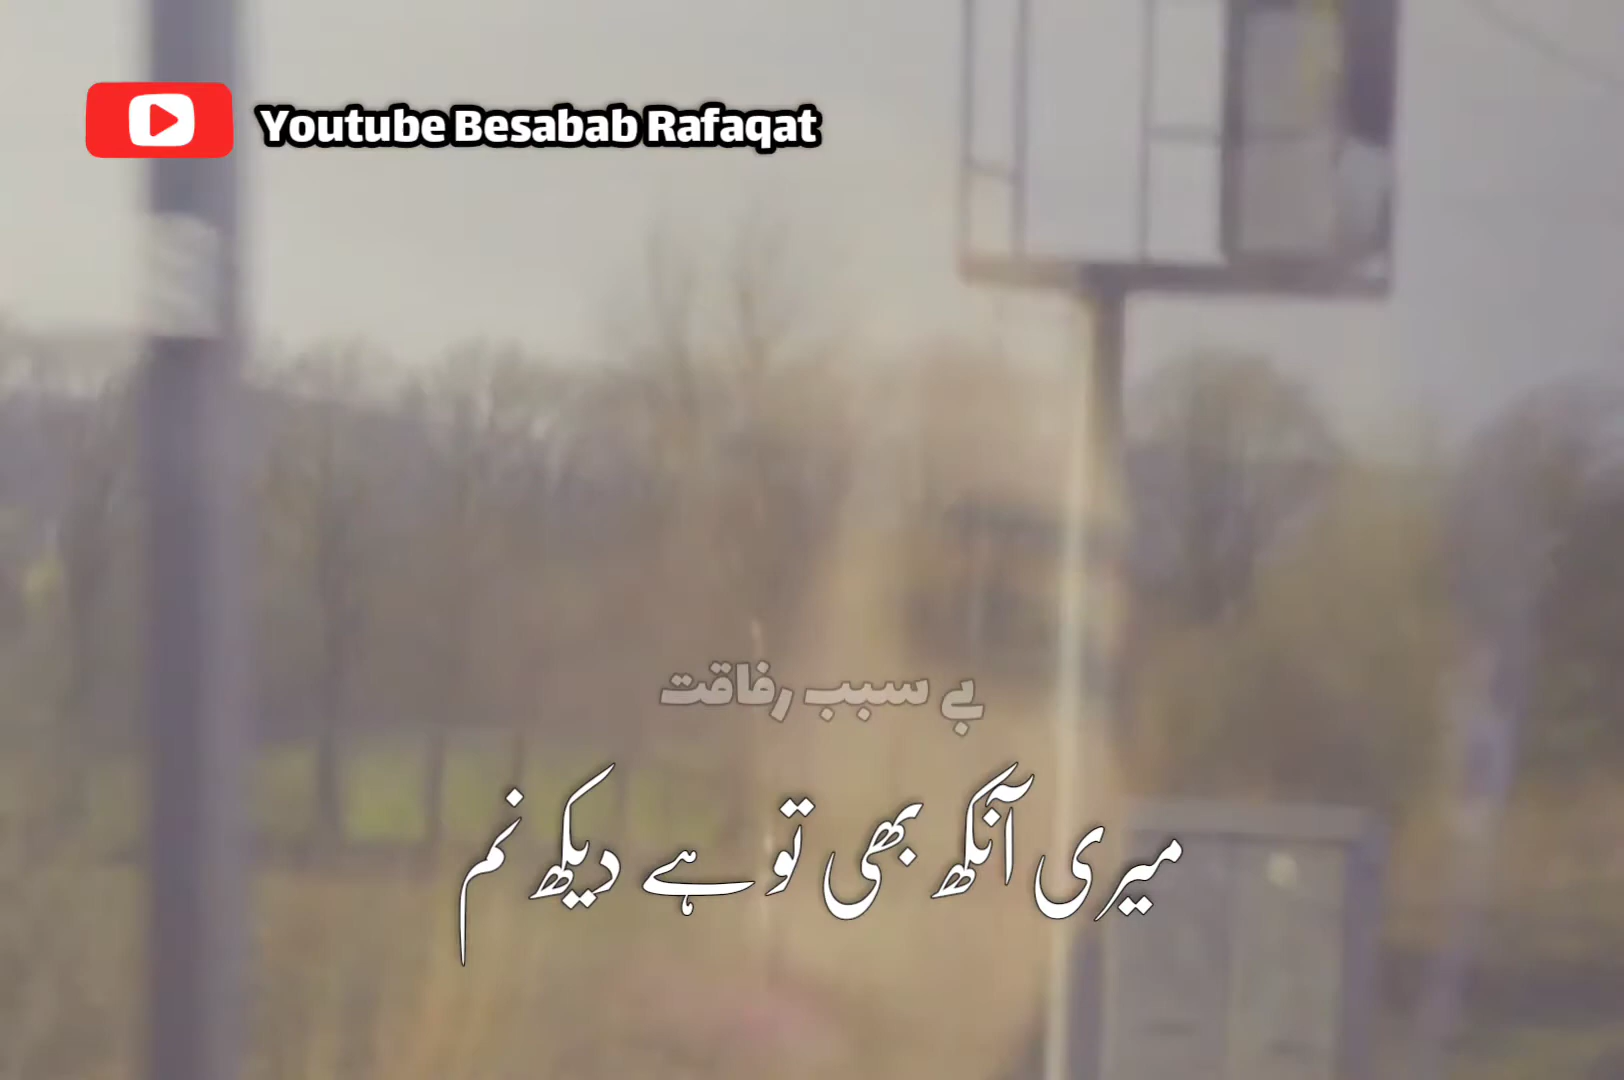 Youtube Besabab Rafaqat
بے سبب رفاقت
میری آنکھ بھی تو ہے دیکھ نم